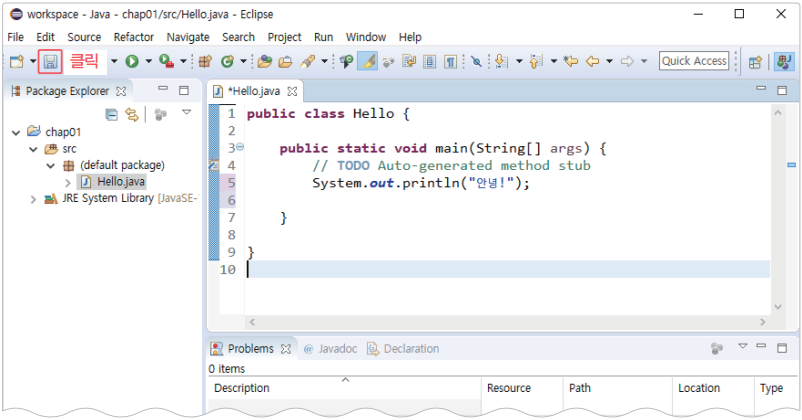 workspace - Java - chap01/src/Hello.java - Eclipse
File Edit Source Refactor Navigate Search Project Run Window Help
클릭 Quick Access
Package Explorer
*Hello.java
chap01
src
(default package)
Hello.java
JRE System Library [JavaSE-
1 public class Hello {
2
3 public static void main(String[] args) {
4 // TODO Auto-generated method stub
5 System.out.println("안녕!");
6
7 }
8
9 }
10
Problems Javadoc Declaration
0 items
Description Resource Path Location Type